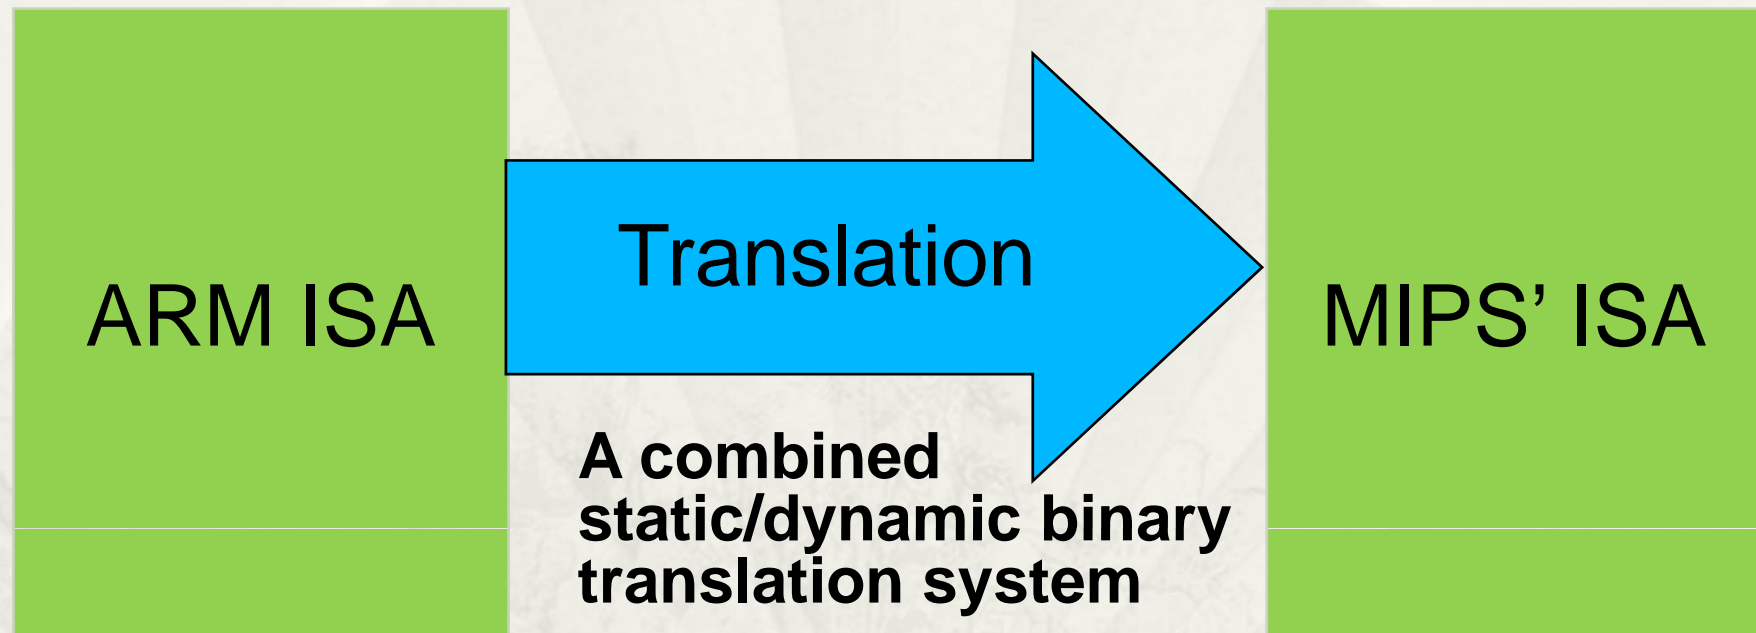 ARM ISA
Translation
MIPS’ ISA
A combined
static/dynamic binary
translation system